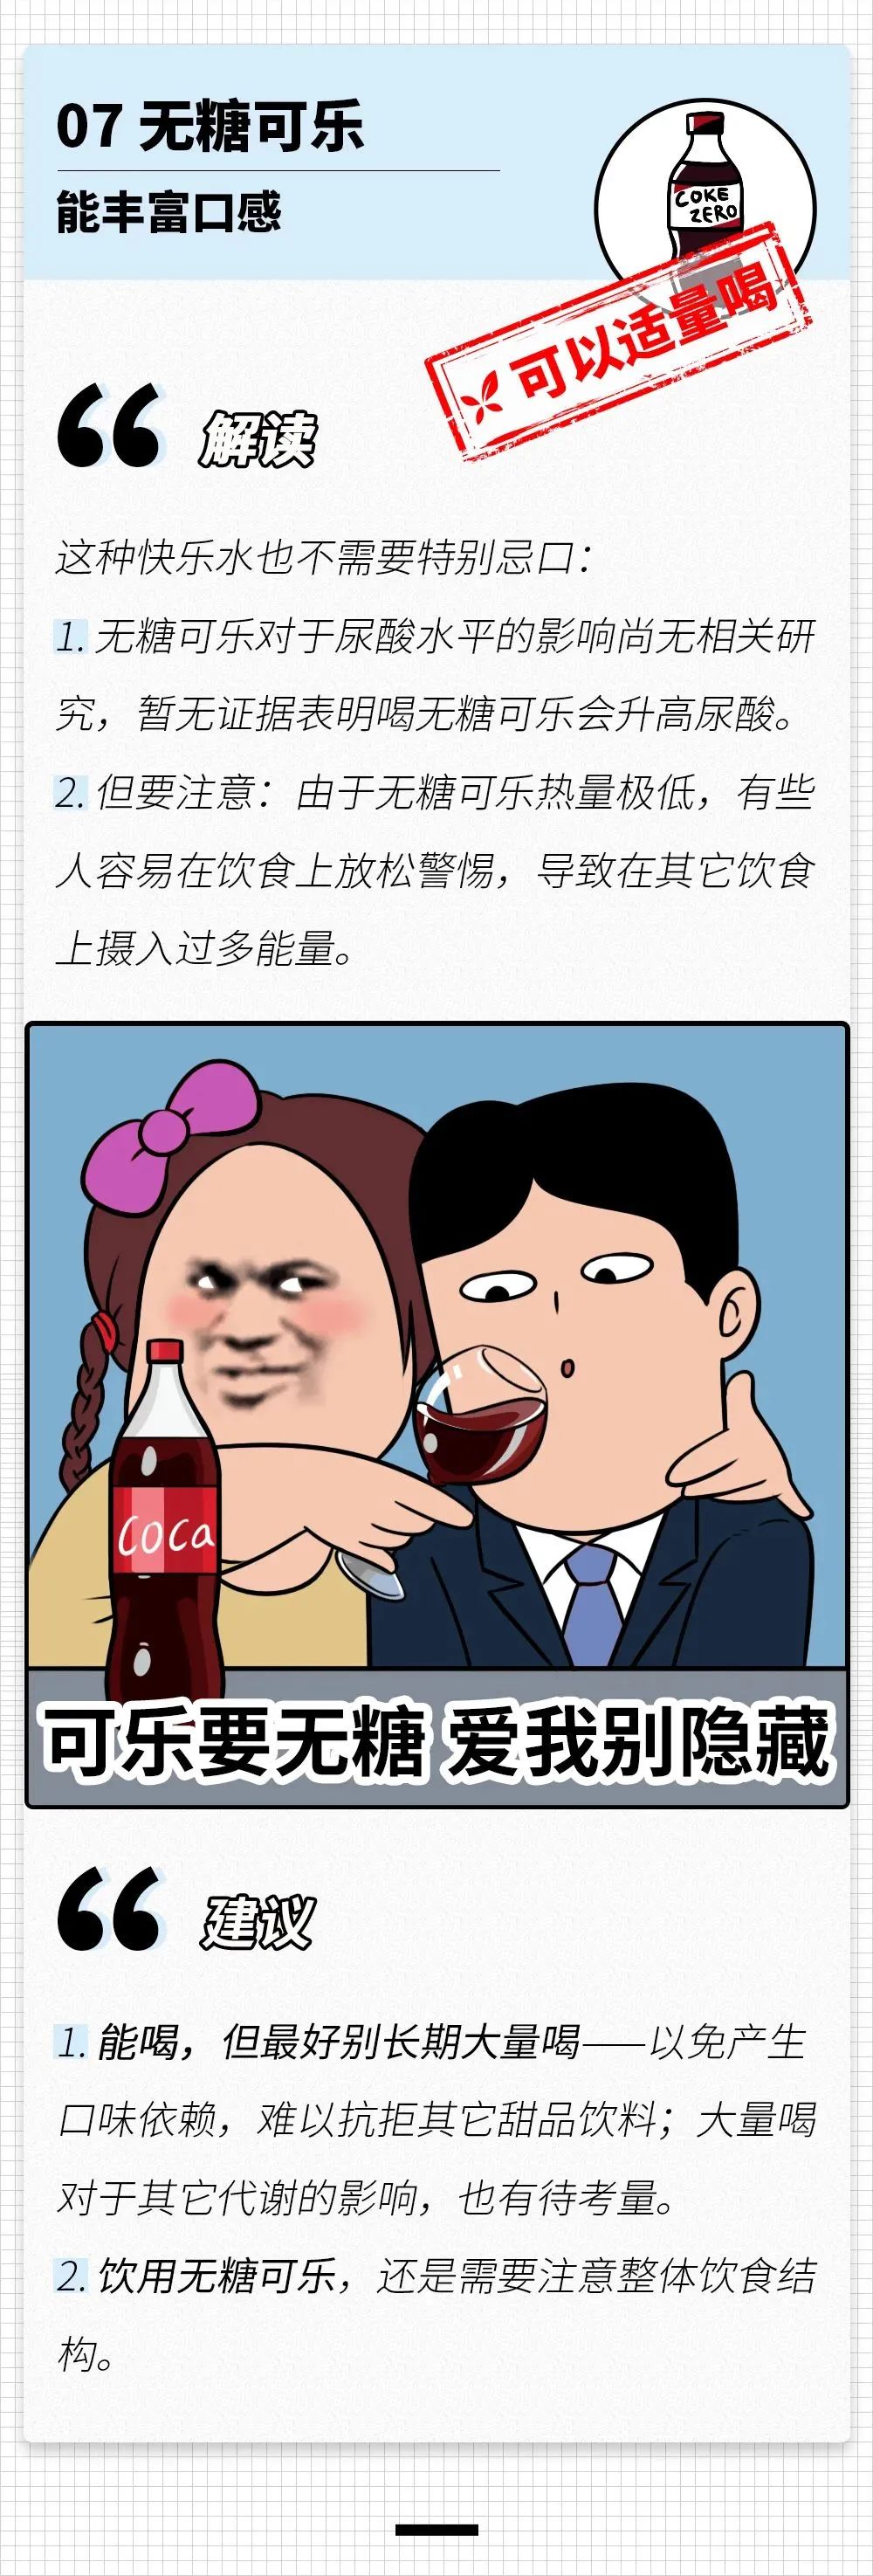 07 无糖可乐
能丰富口感
COKE
ZERO
可以适量喝
解读
这种快乐水也不需要特别忌口：
1. 无糖可乐对于尿酸水平的影响尚无相关研
究，暂无证据表明喝无糖可乐会升高尿酸。
2. 但要注意：由于无糖可乐热量极低，有些
人容易在饮食上放松警惕，导致在其它饮食
上摄入过多能量。
Coca
可乐要无糖 爱我别隐藏
建议
1. 能喝，但最好别长期大量喝——以免产生
口味依赖，难以抗拒其它甜品饮料；大量喝
对于其它代谢的影响，也有待考量。
2. 饮用无糖可乐，还是需要注意整体饮食结
构。